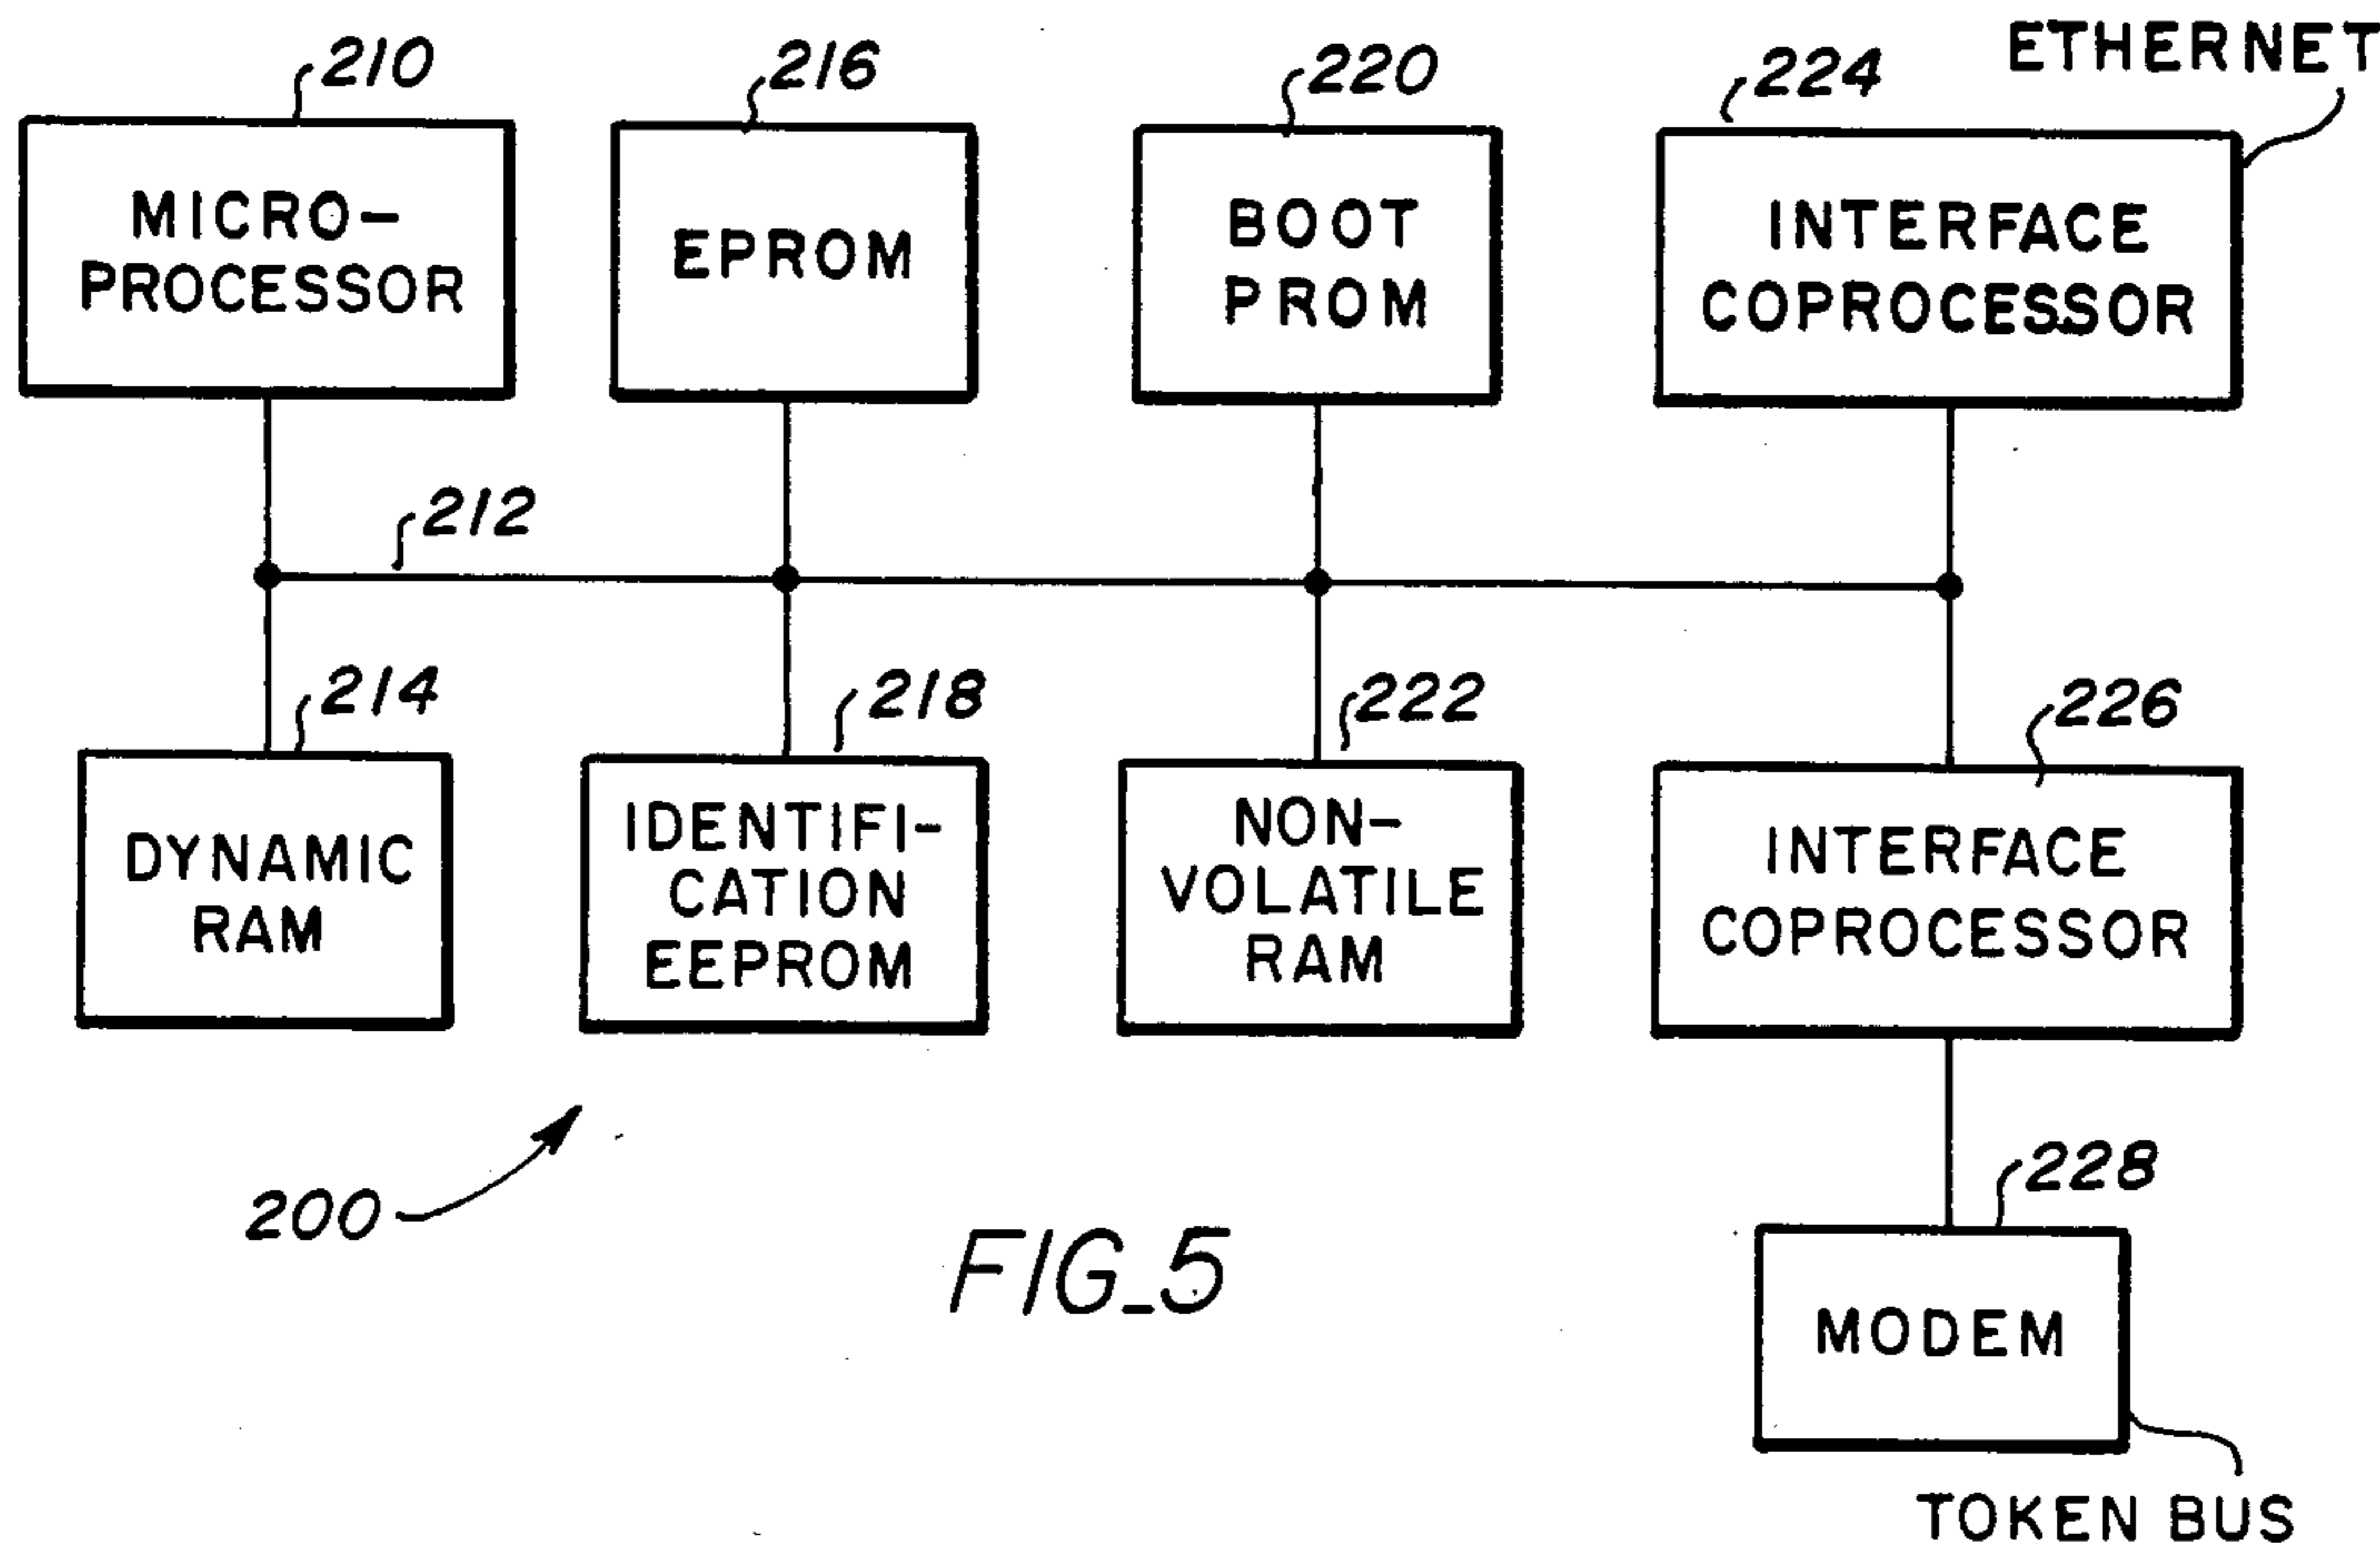 210
216
220
224
ETHERNET
MICRO-
PROCESSOR
EPROM
BOOT
PROM
INTERFACE
COPROCESSOR
212
214
218
222
226
DYNAMIC
RAM
IDENTIFI-
CATION
EEPROM
NON-
VOLATILE
RAM
INTERFACE
COPROCESSOR
200
228
FIG_5
MODEM
TOKEN BUS